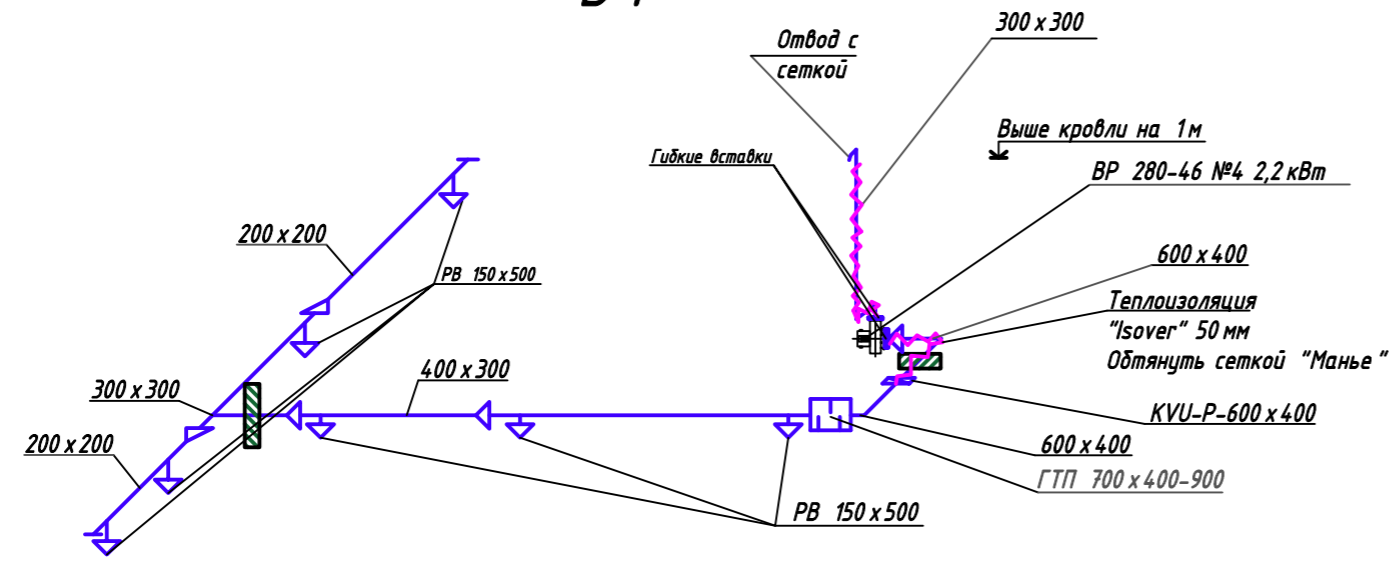 Отвод с
сеткой
300 х 300
Выше кровли на 1 м
Гибкие вставки
ВР 280-46 №4 2,2 кВт
200 х 200
РВ 150 х 500
600 х 400
Теплоизоляция
"Isover" 50 мм
Обтянуть сеткой "Манье"
400 х 300
300 х 300
KVU-P-600 х 400
200 х 200
600 х 400
ГТП 700 х 400-900
РВ 150 х 500